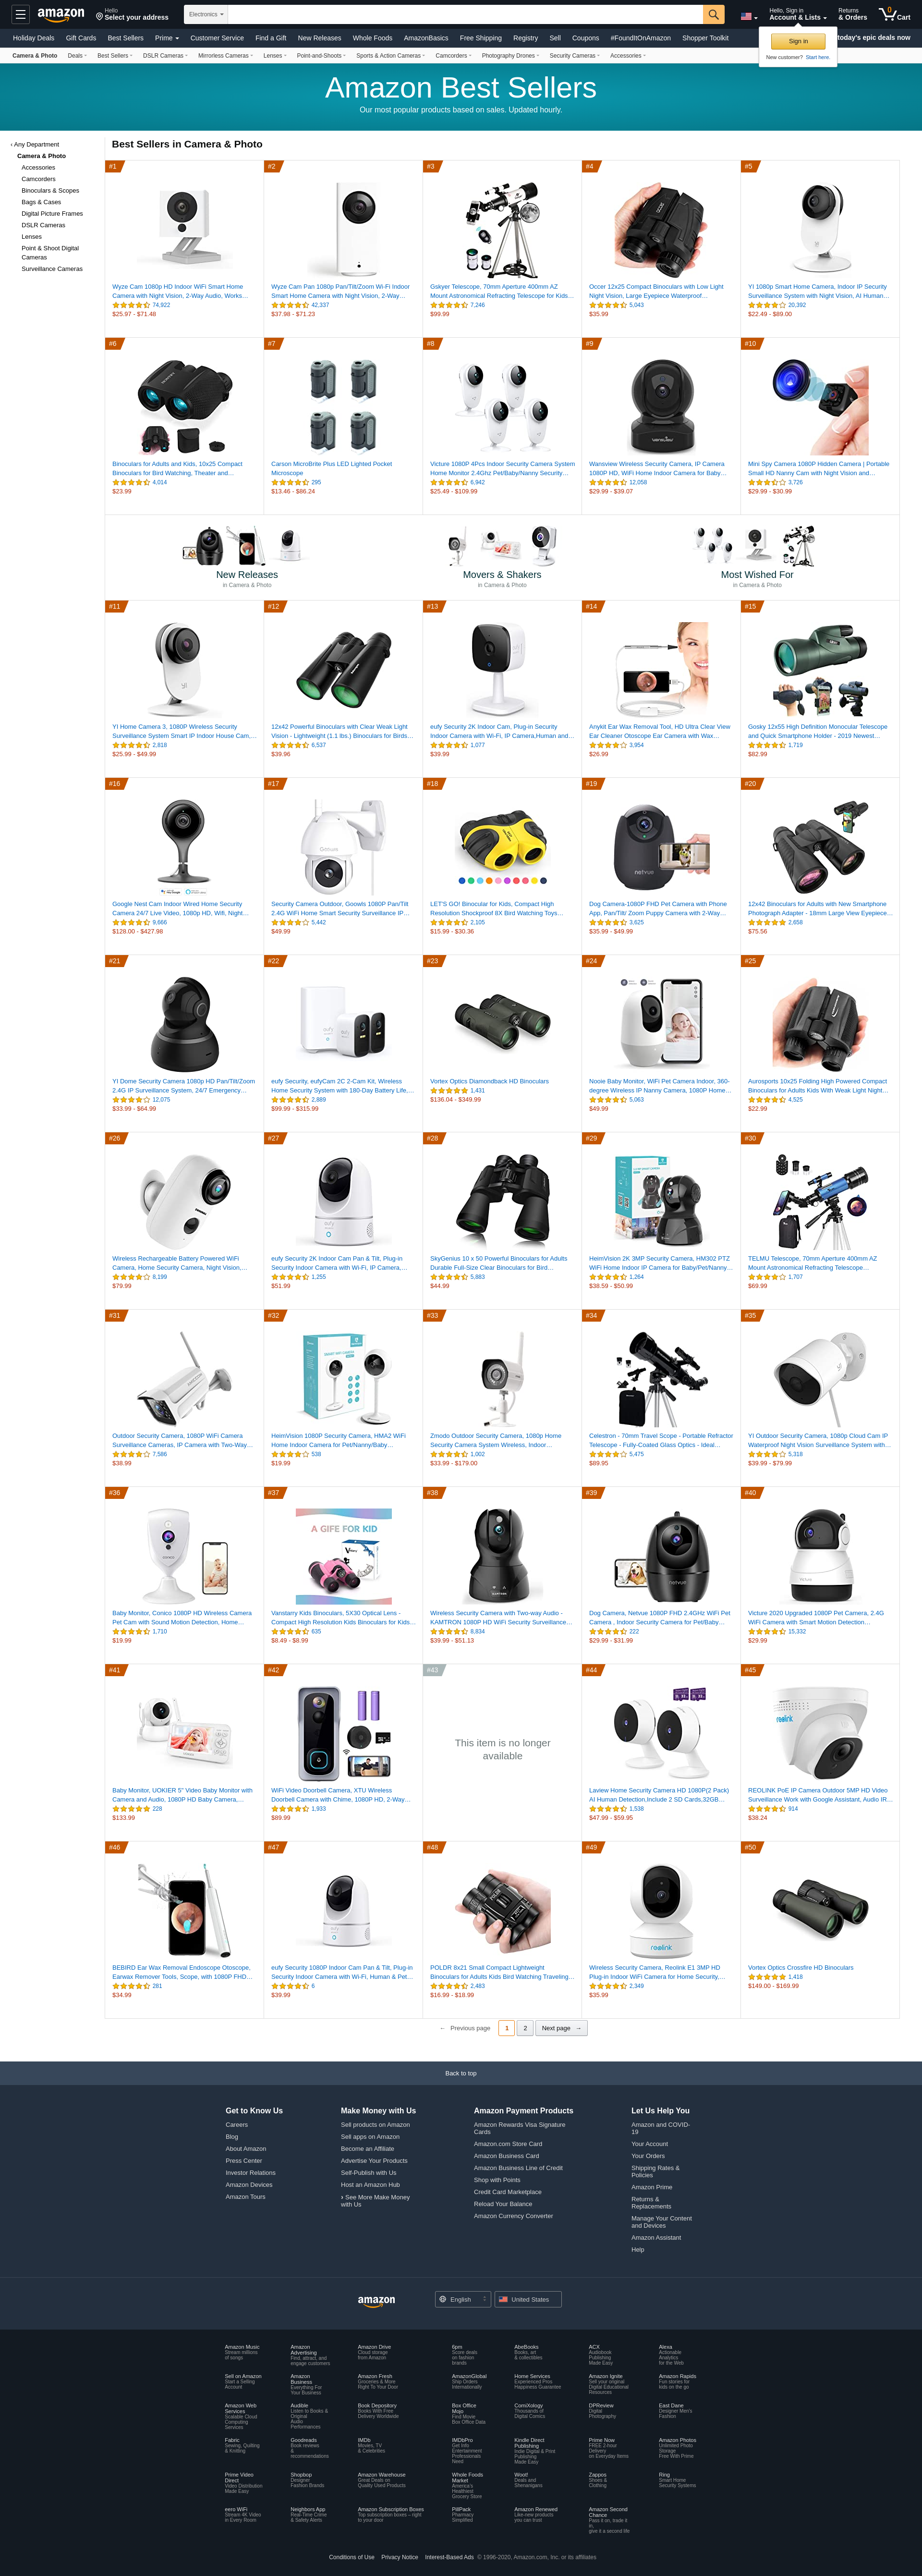 amazon
Hello
Select your address
Electronics
Hello, Sign in
Account & Lists
Returns
& Orders
0
Cart
Holiday Deals Gift Cards Best Sellers Prime Customer Service Find a Gift New Releases Whole Foods AmazonBasics Free Shipping Registry Sell Coupons #FoundItOnAmazon Shopper Toolkit
today's epic deals now
Sign in
New customer? Start here.
Camera & Photo Deals Best Sellers DSLR Cameras Mirrorless Cameras Lenses Point-and-Shoots Sports & Action Cameras Camcorders Photography Drones Security Cameras Accessories
Amazon Best Sellers
Our most popular products based on sales. Updated hourly.
‹ Any Department
Camera & Photo
Accessories
Camcorders
Binoculars & Scopes
Bags & Cases
Digital Picture Frames
DSLR Cameras
Lenses
Point & Shoot Digital
Cameras
Surveillance Cameras
Best Sellers in Camera & Photo
#1
Wyze Cam 1080p HD Indoor WiFi Smart Home
Camera with Night Vision, 2-Way Audio, Works…
74,922
$25.97 - $71.48
#2
Wyze Cam Pan 1080p Pan/Tilt/Zoom Wi-Fi Indoor
Smart Home Camera with Night Vision, 2-Way…
42,337
$37.98 - $71.23
#3
Gskyer Telescope, 70mm Aperture 400mm AZ
Mount Astronomical Refracting Telescope for Kids…
7,246
$99.99
#4
Occer 12x25 Compact Binoculars with Low Light
Night Vision, Large Eyepiece Waterproof…
5,043
$35.99
#5
YI 1080p Smart Home Camera, Indoor IP Security
Surveillance System with Night Vision, AI Human…
20,392
$22.49 - $89.00
#6
Binoculars for Adults and Kids, 10x25 Compact
Binoculars for Bird Watching, Theater and…
4,014
$23.99
#7
Carson MicroBrite Plus LED Lighted Pocket
Microscope
295
$13.46 - $86.24
#8
Victure 1080P 4Pcs Indoor Security Camera System
Home Monitor 2.4Ghz Pet/Baby/Nanny Security…
6,942
$25.49 - $109.99
#9
Wansview Wireless Security Camera, IP Camera
1080P HD, WiFi Home Indoor Camera for Baby…
12,058
$29.99 - $39.07
#10
Mini Spy Camera 1080P Hidden Camera | Portable
Small HD Nanny Cam with Night Vision and…
3,726
$29.99 - $30.99
New Releases
in Camera & Photo
Movers & Shakers
in Camera & Photo
Most Wished For
in Camera & Photo
#11
YI Home Camera 3, 1080P Wireless Security
Surveillance System Smart IP Indoor House Cam,…
2,818
$25.99 - $49.99
#12
12x42 Powerful Binoculars with Clear Weak Light
Vision - Lightweight (1.1 lbs.) Binoculars for Birds…
6,537
$39.96
#13
eufy Security 2K Indoor Cam, Plug-in Security
Indoor Camera with Wi-Fi, IP Camera,Human and…
1,077
$39.99
#14
Anykit Ear Wax Removal Tool, HD Ultra Clear View
Ear Cleaner Otoscope Ear Camera with Wax…
3,954
$26.99
#15
Gosky 12x55 High Definition Monocular Telescope
and Quick Smartphone Holder - 2019 Newest…
1,719
$82.99
#16
Google Nest Cam Indoor Wired Home Security
Camera 24/7 Live Video, 1080p HD, Wifi, Night…
9,666
$128.00 - $427.98
#17
Security Camera Outdoor, Goowls 1080P Pan/Tilt
2.4G WiFi Home Smart Security Surveillance IP…
5,442
$49.99
#18
LET'S GO! Binocular for Kids, Compact High
Resolution Shockproof 8X Bird Watching Toys…
2,105
$15.99 - $30.36
#19
netvue
Dog Camera-1080P FHD Pet Camera with Phone
App, Pan/Tilt/ Zoom Puppy Camera with 2-Way…
3,625
$35.99 - $49.99
#20
12x42 Binoculars for Adults with New Smartphone
Photograph Adapter - 18mm Large View Eyepiece…
2,658
$75.56
#21
YI Dome Security Camera 1080p HD Pan/Tilt/Zoom
2.4G IP Surveillance System, 24/7 Emergency…
12,075
$33.99 - $64.99
#22
eufy Security, eufyCam 2C 2-Cam Kit, Wireless
Home Security System with 180-Day Battery Life,…
2,889
$99.99 - $315.99
#23
Vortex Optics Diamondback HD Binoculars
1,431
$136.04 - $349.99
#24
Nooie Baby Monitor, WiFi Pet Camera Indoor, 360-
degree Wireless IP Nanny Camera, 1080P Home…
5,063
$49.99
#25
Aurosports 10x25 Folding High Powered Compact
Binoculars for Adults Kids With Weak Light Night…
4,525
$22.99
#26
Wireless Rechargeable Battery Powered WiFi
Camera, Home Security Camera, Night Vision,…
8,199
$79.99
#27
eufy Security 2K Indoor Cam Pan & Tilt, Plug-in
Security Indoor Camera with Wi-Fi, IP Camera,…
1,255
$51.99
#28
SkyGenius 10 x 50 Powerful Binoculars for Adults
Durable Full-Size Clear Binoculars for Bird…
5,883
$44.99
#29
HeimVision 2K 3MP Security Camera, HM302 PTZ
WiFi Home Indoor IP Camera for Baby/Pet/Nanny…
1,264
$38.59 - $50.99
#30
TELMU Telescope, 70mm Aperture 400mm AZ
Mount Astronomical Refracting Telescope…
1,707
$69.99
#31
Outdoor Security Camera, 1080P WiFi Camera
Surveillance Cameras, IP Camera with Two-Way…
7,586
$38.99
#32
HeimVision 1080P Security Camera, HMA2 WiFi
Home Indoor Camera for Pet/Nanny/Baby…
538
$19.99
#33
Zmodo Outdoor Security Camera, 1080p Home
Security Camera System Wireless, Indoor…
1,002
$33.99 - $179.00
#34
Celestron - 70mm Travel Scope - Portable Refractor
Telescope - Fully-Coated Glass Optics - Ideal…
5,475
$89.95
#35
YI Outdoor Security Camera, 1080p Cloud Cam IP
Waterproof Night Vision Surveillance System with…
5,318
$39.99 - $79.99
#36
Baby Monitor, Conico 1080P HD Wireless Camera
Pet Cam with Sound Motion Detection, Home…
1,710
$19.99
#37
A GIFE FOR KID
Vanstarry Kids Binoculars, 5X30 Optical Lens -
Compact High Resolution Kids Binoculars for Kids…
635
$8.49 - $8.99
#38
Wireless Security Camera with Two-way Audio -
KAMTRON 1080P HD WiFi Security Surveillance…
8,834
$39.99 - $51.13
#39
netvue
Dog Camera, Netvue 1080P FHD 2.4GHz WiFi Pet
Camera , Indoor Security Camera for Pet/Baby…
222
$29.99 - $31.99
#40
Victure 2020 Upgraded 1080P Pet Camera, 2.4G
WiFi Camera with Smart Motion Detection…
15,332
$29.99
#41
Baby Monitor, UOKIER 5" Video Baby Monitor with
Camera and Audio, 1080P HD Baby Camera,…
228
$133.99
#42
WiFi Video Doorbell Camera, XTU Wireless
Doorbell Camera with Chime, 1080P HD, 2-Way…
1,933
$89.99
#43
This item is no longer
available
#44
Laview Home Security Camera HD 1080P(2 Pack)
AI Human Detection,Include 2 SD Cards,32GB…
1,538
$47.99 - $59.95
#45
reolink
REOLINK PoE IP Camera Outdoor 5MP HD Video
Surveillance Work with Google Assistant, Audio IR…
914
$38.24
#46
BEBIRD Ear Wax Removal Endoscope Otoscope,
Earwax Remover Tools, Scope, with 1080P FHD…
281
$34.99
#47
eufy Security 1080P Indoor Cam Pan & Tilt, Plug-in
Security Indoor Camera with Wi-Fi, Human & Pet…
6
$39.99
#48
POLDR 8x21 Small Compact Lightweight
Binoculars for Adults Kids Bird Watching Traveling…
2,483
$16.99 - $18.99
#49
reolink
Wireless Security Camera, Reolink E1 3MP HD
Plug-in Indoor WiFi Camera for Home Security,…
2,349
$35.99
#50
Vortex Optics Crossfire HD Binoculars
1,418
$149.00 - $169.99
← Previous page 1 2 Next page →
Back to top
Get to Know Us
Careers
Blog
About Amazon
Press Center
Investor Relations
Amazon Devices
Amazon Tours
Make Money with Us
Sell products on Amazon
Sell apps on Amazon
Become an Affiliate
Advertise Your Products
Self-Publish with Us
Host an Amazon Hub
› See More Make Money
with Us
Amazon Payment Products
Amazon Rewards Visa Signature
Cards
Amazon.com Store Card
Amazon Business Card
Amazon Business Line of Credit
Shop with Points
Credit Card Marketplace
Reload Your Balance
Amazon Currency Converter
Let Us Help You
Amazon and COVID-
19
Your Account
Your Orders
Shipping Rates &
Policies
Amazon Prime
Returns &
Replacements
Manage Your Content
and Devices
Amazon Assistant
Help
amazon
English
United States
Amazon Music
Stream millions
of songs
Amazon
Advertising
Find, attract, and
engage customers
Amazon Drive
Cloud storage
from Amazon
6pm
Score deals
on fashion
brands
AbeBooks
Books, art
& collectibles
ACX
Audiobook
Publishing
Made Easy
Alexa
Actionable
Analytics
for the Web
Sell on Amazon
Start a Selling
Account
Amazon
Business
Everything For
Your Business
Amazon Fresh
Groceries & More
Right To Your Door
AmazonGlobal
Ship Orders
Internationally
Home Services
Experienced Pros
Happiness Guarantee
Amazon Ignite
Sell your original
Digital Educational
Resources
Amazon Rapids
Fun stories for
kids on the go
Amazon Web
Services
Scalable Cloud
Computing
Services
Audible
Listen to Books &
Original
Audio
Performances
Book Depository
Books With Free
Delivery Worldwide
Box Office
Mojo
Find Movie
Box Office Data
ComiXology
Thousands of
Digital Comics
DPReview
Digital
Photography
East Dane
Designer Men's
Fashion
Fabric
Sewing, Quilting
& Knitting
Goodreads
Book reviews
&
recommendations
IMDb
Movies, TV
& Celebrities
IMDbPro
Get Info
Entertainment
Professionals
Need
Kindle Direct
Publishing
Indie Digital & Print
Publishing
Made Easy
Prime Now
FREE 2-hour
Delivery
on Everyday Items
Amazon Photos
Unlimited Photo
Storage
Free With Prime
Prime Video
Direct
Video Distribution
Made Easy
Shopbop
Designer
Fashion Brands
Amazon Warehouse
Great Deals on
Quality Used Products
Whole Foods
Market
America's
Healthiest
Grocery Store
Woot!
Deals and
Shenanigans
Zappos
Shoes &
Clothing
Ring
Smart Home
Security Systems
eero WiFi
Stream 4K Video
in Every Room
Neighbors App
Real-Time Crime
& Safety Alerts
Amazon Subscription Boxes
Top subscription boxes – right
to your door
PillPack
Pharmacy
Simplified
Amazon Renewed
Like-new products
you can trust
Amazon Second
Chance
Pass it on, trade it
in,
give it a second life
Conditions of Use Privacy Notice Interest-Based Ads © 1996-2020, Amazon.com, Inc. or its affiliates